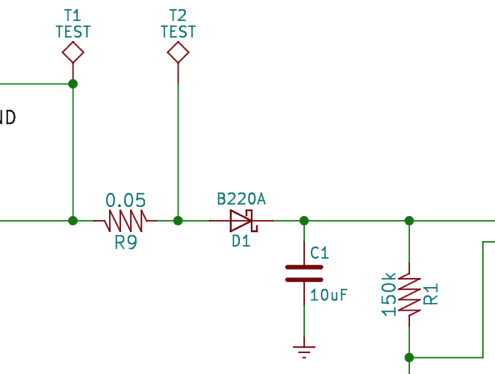 T1
TEST
T2
TEST
ND
0.05
R9
B220A
D1
C1
10uF
150k
R1